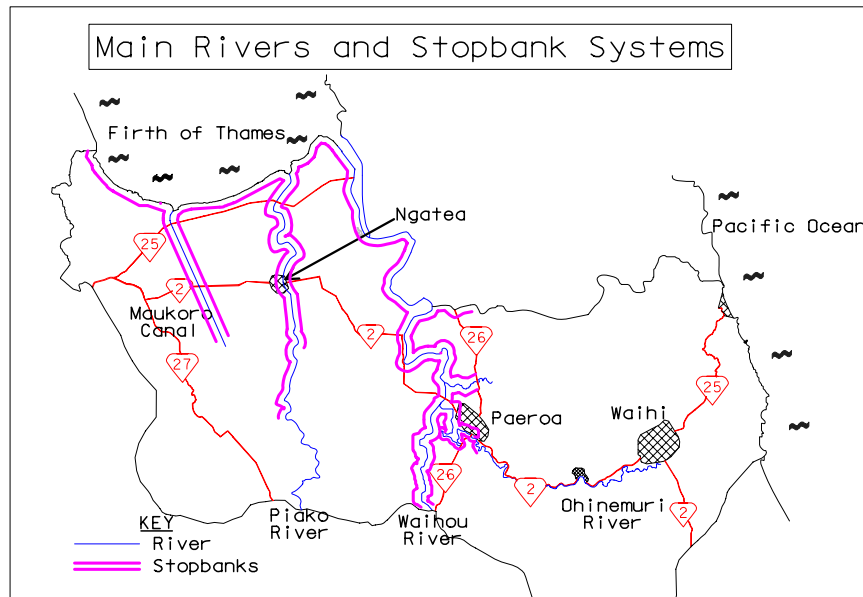 Main Rivers and Stopbank Systems
Firth of Thames
Ngatea
Pacific Ocean
25
2
Maukoro
Canal
2
26
27
25
Paeroa
Waihi
26
2
Ohinemuri
River
2
Piako
River
Waihou
River
KEY
River
Stopbanks